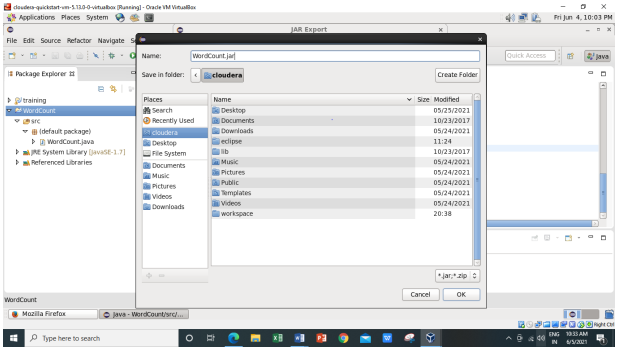 cloudera-quickstart-vm-5.13.0-0-virtualbox [Running] - Oracle VM VirtualBox
Applications Places System
Fri Jun 4, 10:03 PM
JAR Export
File Edit Source Refactor Navigate
Quick Access
Java
Package Explorer
training
WordCount
src
(default package)
WordCount.java
JRE System Library [JavaSE-1.7]
Referenced Libraries
Name: WordCount.jar
Save in folder: cloudera Create Folder
Places
Search
Recently Used
cloudera
Desktop
File System
Documents
Music
Pictures
Videos
Downloads
Name Size Modified
Desktop 05/25/2021
Documents 10/23/2017
Downloads 05/24/2021
eclipse 11:24
lib 10/23/2017
Music 05/24/2021
Pictures 05/24/2021
Public 05/24/2021
Templates 05/24/2021
Videos 05/24/2021
workspace 20:38
*.jar;*.zip
Cancel OK
WordCount
Mozilla Firefox Java - WordCount/src/...
Right Ctrl
Type here to search
ENG 10:33 AM
IN 6/5/2021